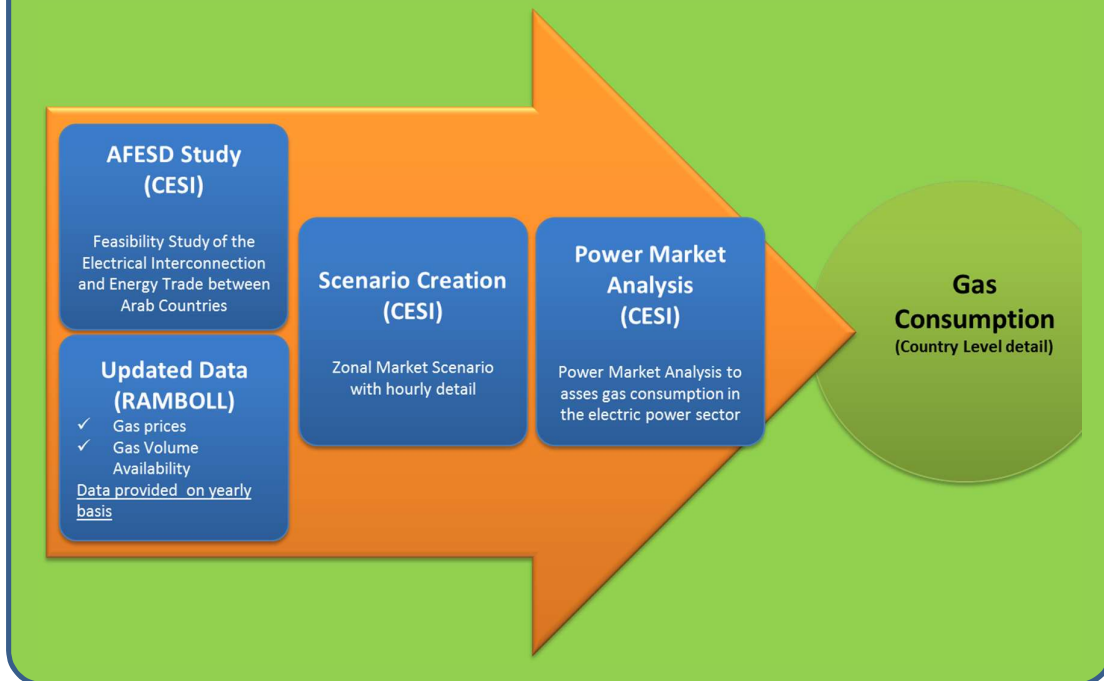 AFESD Study
(CESI)
Feasibility Study of the
Electrical Interconnection
and Energy Trade between
Arab Countries
Updated Data
(RAMBOLL)
✓ Gas prices
✓ Gas Volume
Availability
Data provided on yearly
basis
Scenario Creation
(CESI)
Zonal Market Scenario
with hourly detail
Power Market
Analysis
(CESI)
Power Market Analysis to
asses gas consumption in
the electric power sector
Gas
Consumption
(Country Level detail)